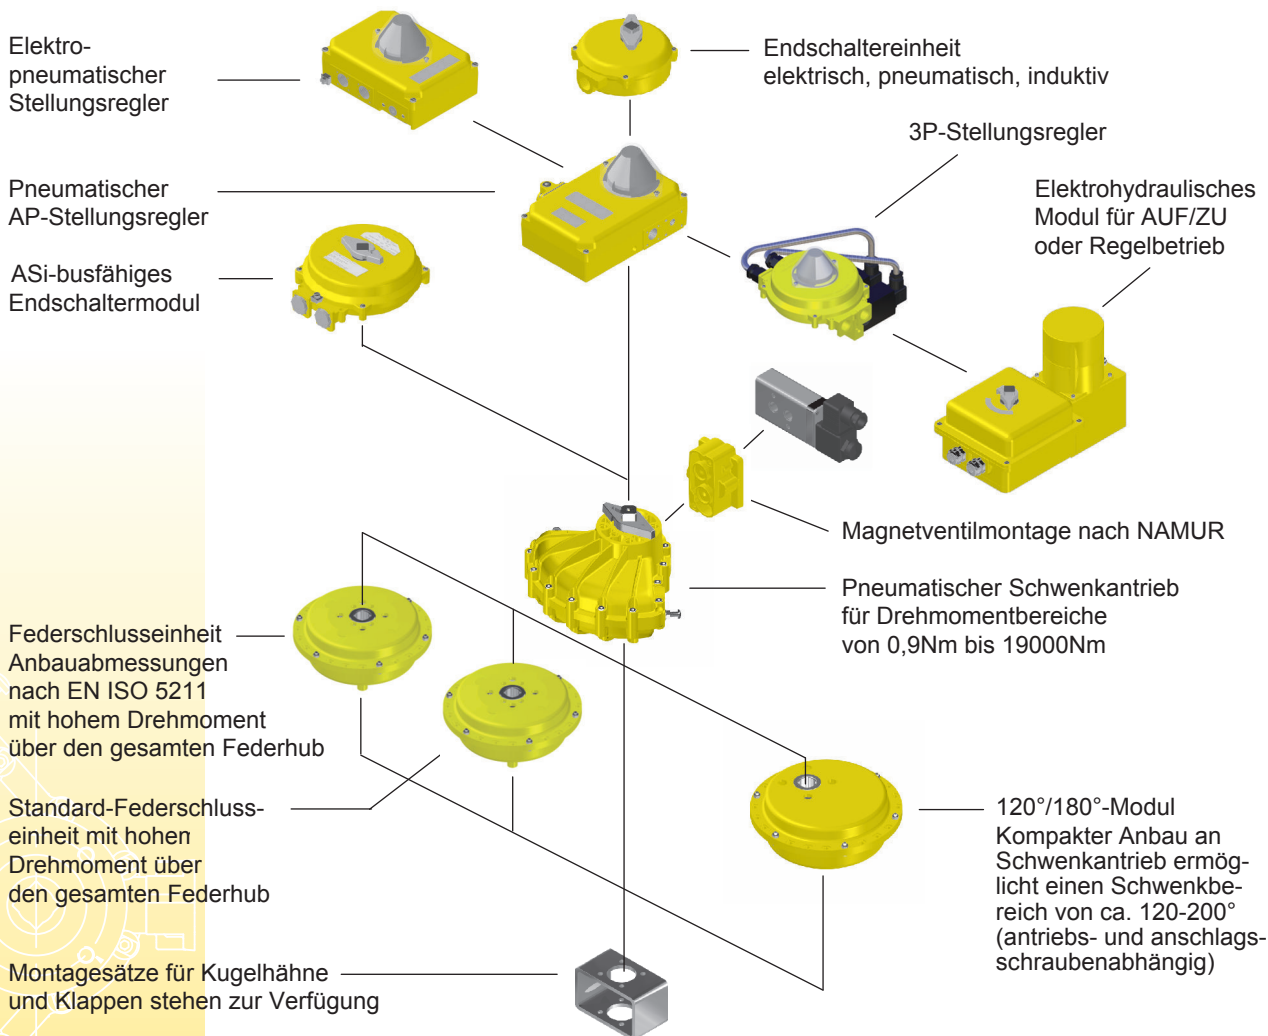 Elektro-
pneumatischer
Stellungsregler
Endschaltereinheit
elektrisch, pneumatisch, induktiv
3P-Stellungsregler
Pneumatischer
AP-Stellungsregler
Elektrohydraulisches
Modul für AUF/ZU
oder Regelbetrieb
ASi-busfähiges
Endschaltermodul
Magnetventilmontage nach NAMUR
Pneumatischer Schwenkantrieb
für Drehmomentbereiche
von 0,9Nm bis 19000Nm
Federschlusseinheit
Anbauabmessungen
nach EN ISO 5211
mit hohem Drehmoment
über den gesamten Federhub
Standard-Federschluss-
einheit mit hohen
Drehmoment über
den gesamten Federhub
120°/180°-Modul
Kompakter Anbau an
Schwenkantrieb ermög-
licht einen Schwenkbe-
reich von ca. 120-200°
(antriebs- und anschlags-
schraubenabhängig)
Montagesätze für Kugelhähne
und Klappen stehen zur Verfügung